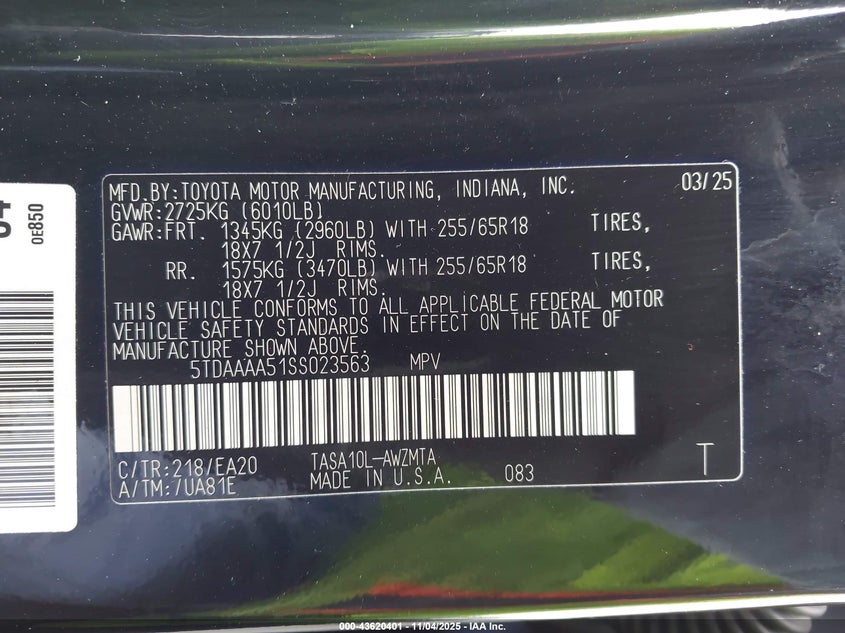 MFD.BY:TOYOTA MOTOR MANUFACTURING, INDIANA, INC. 03/25
GVWR:2725KG (6010LB)
GAWR:FRT. 1345KG (2960LB) WITH 255/65R18 TIRES,
18X7 1/2J RIMS.
RR. 1575KG (3470LB) WITH 255/65R18 TIRES,
18X7 1/2J RIMS.
THIS VEHICLE CONFORMS TO ALL APPLICABLE FEDERAL MOTOR
VEHICLE SAFETY STANDARDS IN EFFECT ON THE DATE OF
MANUFACTURE SHOWN ABOVE.
5TDAAAA51SS023563 MPV
C/TR:218/EA20 TASA10L-AWZMTA
A/TM:/UA81E MADE IN U.S.A. 083 T
0E850
000-43620401 - 11/04/2025 - IAA Inc.